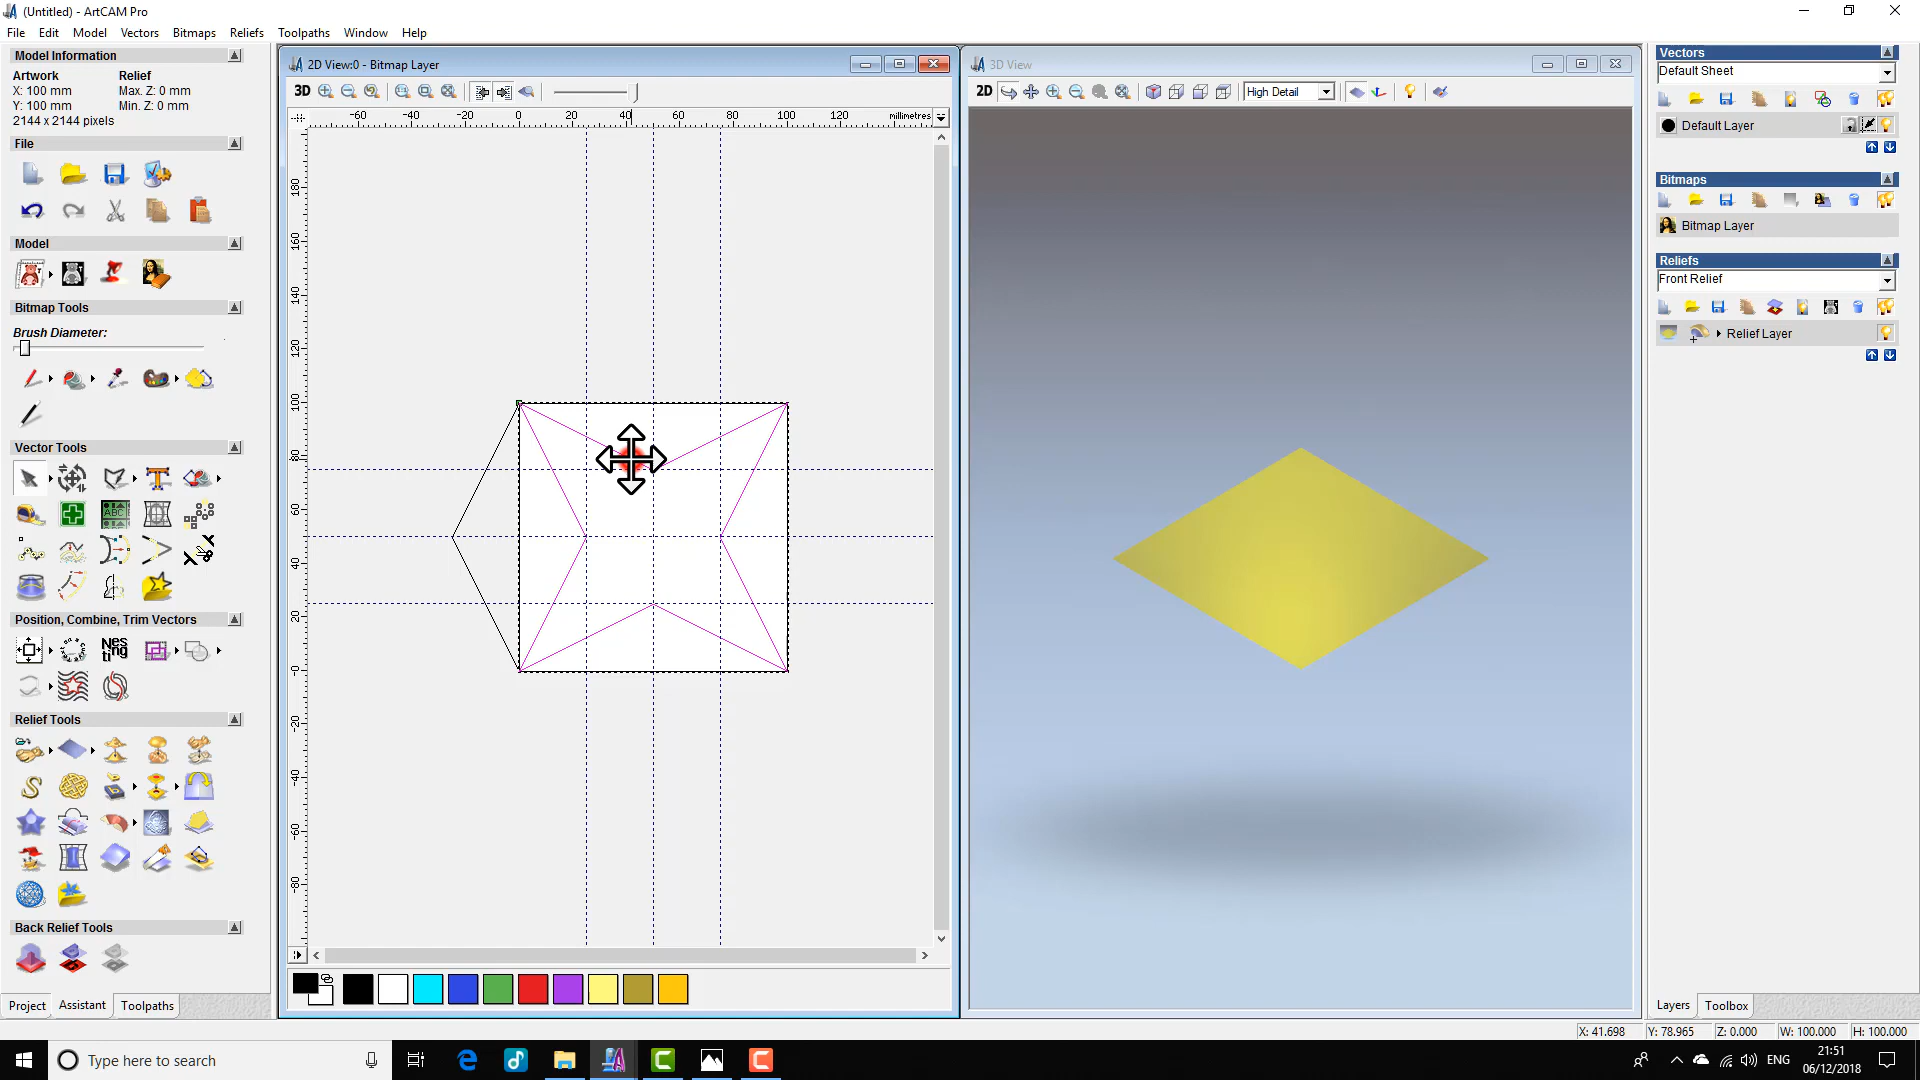 (Untitled) - ArtCAM Pro
File Edit Model Vectors Bitmaps Reliefs Toolpaths Window Help
Model Information
Artwork Relief
X: 100 mm Max. Z: 0 mm
Y: 100 mm Min. Z: 0 mm
2144 x 2144 pixels
File
Model
Bitmap Tools
Brush Diameter:
Vector Tools
Position, Combine, Trim Vectors
Relief Tools
Back Relief Tools
Project Assistant Toolpaths
2D View:0 - Bitmap Layer
3D
-60 -40 0 20 40 60 80 100 120 millimetres
180
160
140
120
100
80
60
40
20
-0
-20
-40
-60
-80
3D View
2D High Detail
Vectors
Default Sheet
Default Layer
Bitmaps
Bitmap Layer
Reliefs
Front Relief
Relief Layer
Layers Toolbox
X: 41.698 Y: 78.965 Z: 0.000 W: 100.000 H: 100.000
Type here to search
ENG
21:51
06/12/2018